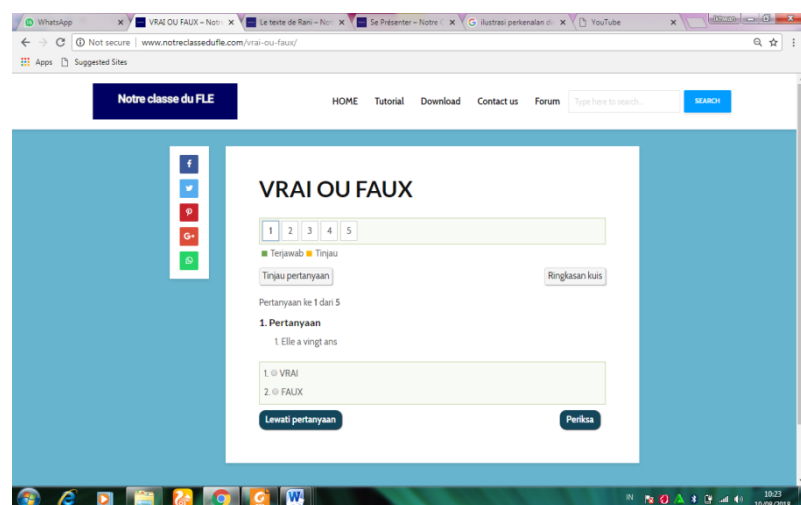 WhatsApp
VRAI OU FAUX – Notr
Le texte de Rani – Not
Se Présenter – Notre C
ilustrasi perkenalan di
YouTube
Not secure | www.notreclassedufle.com/vrai-ou-faux/
Apps Suggested Sites
Notre classe du FLE
HOME Tutorial Download Contact us Forum Type here to search... SEARCH
VRAI OU FAUX
1 2 3 4 5
Terjawab Tinjau
Tinjau pertanyaan Ringkasan kuis
Pertanyaan ke 1 dari 5
1. Pertanyaan
1. Elle a vingt ans
1. VRAI
2. FAUX
Lewati pertanyaan Periksa
IN 10:23
10/08/2018